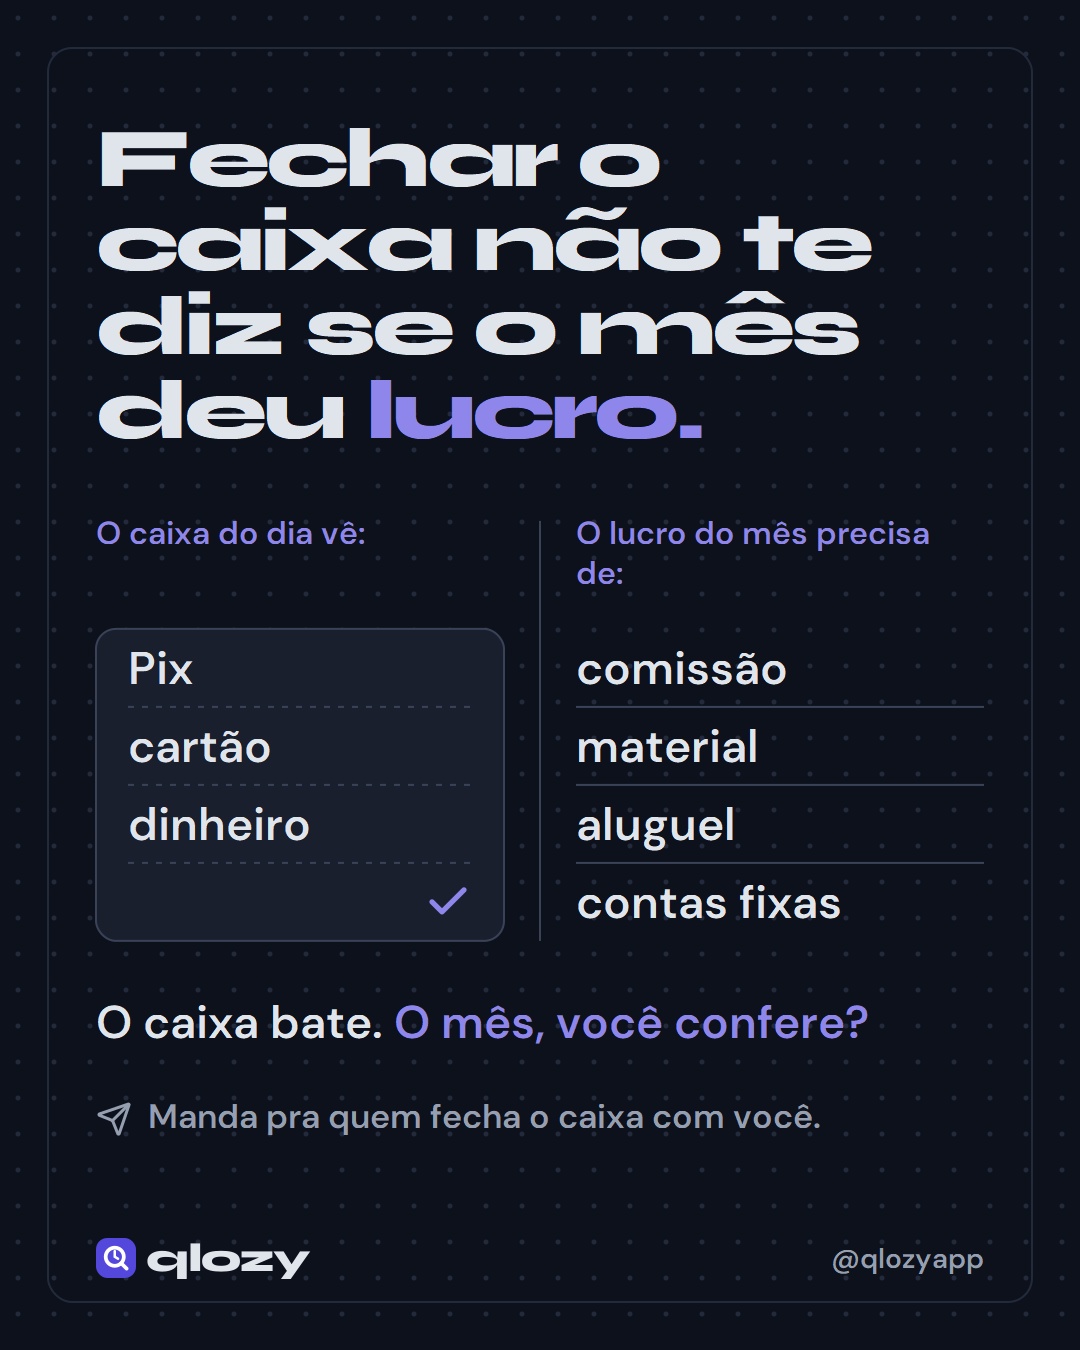 Fechar o
caixa não te
diz se o mês
deu lucro.
O caixa do dia vê:
Pix
cartão
dinheiro
O lucro do mês precisa
de:
comissão
material
aluguel
contas fixas
O caixa bate. O mês, você confere?
Manda pra quem fecha o caixa com você.
qlozy
@qlozyapp